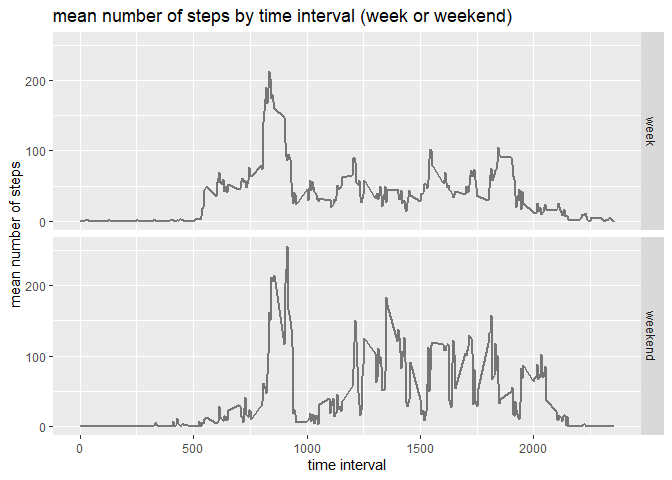 mean number of steps by time interval (week or weekend)
mean number of steps
200
100
0
week
200
100
0
weekend
0
500
1000
1500
2000
time interval